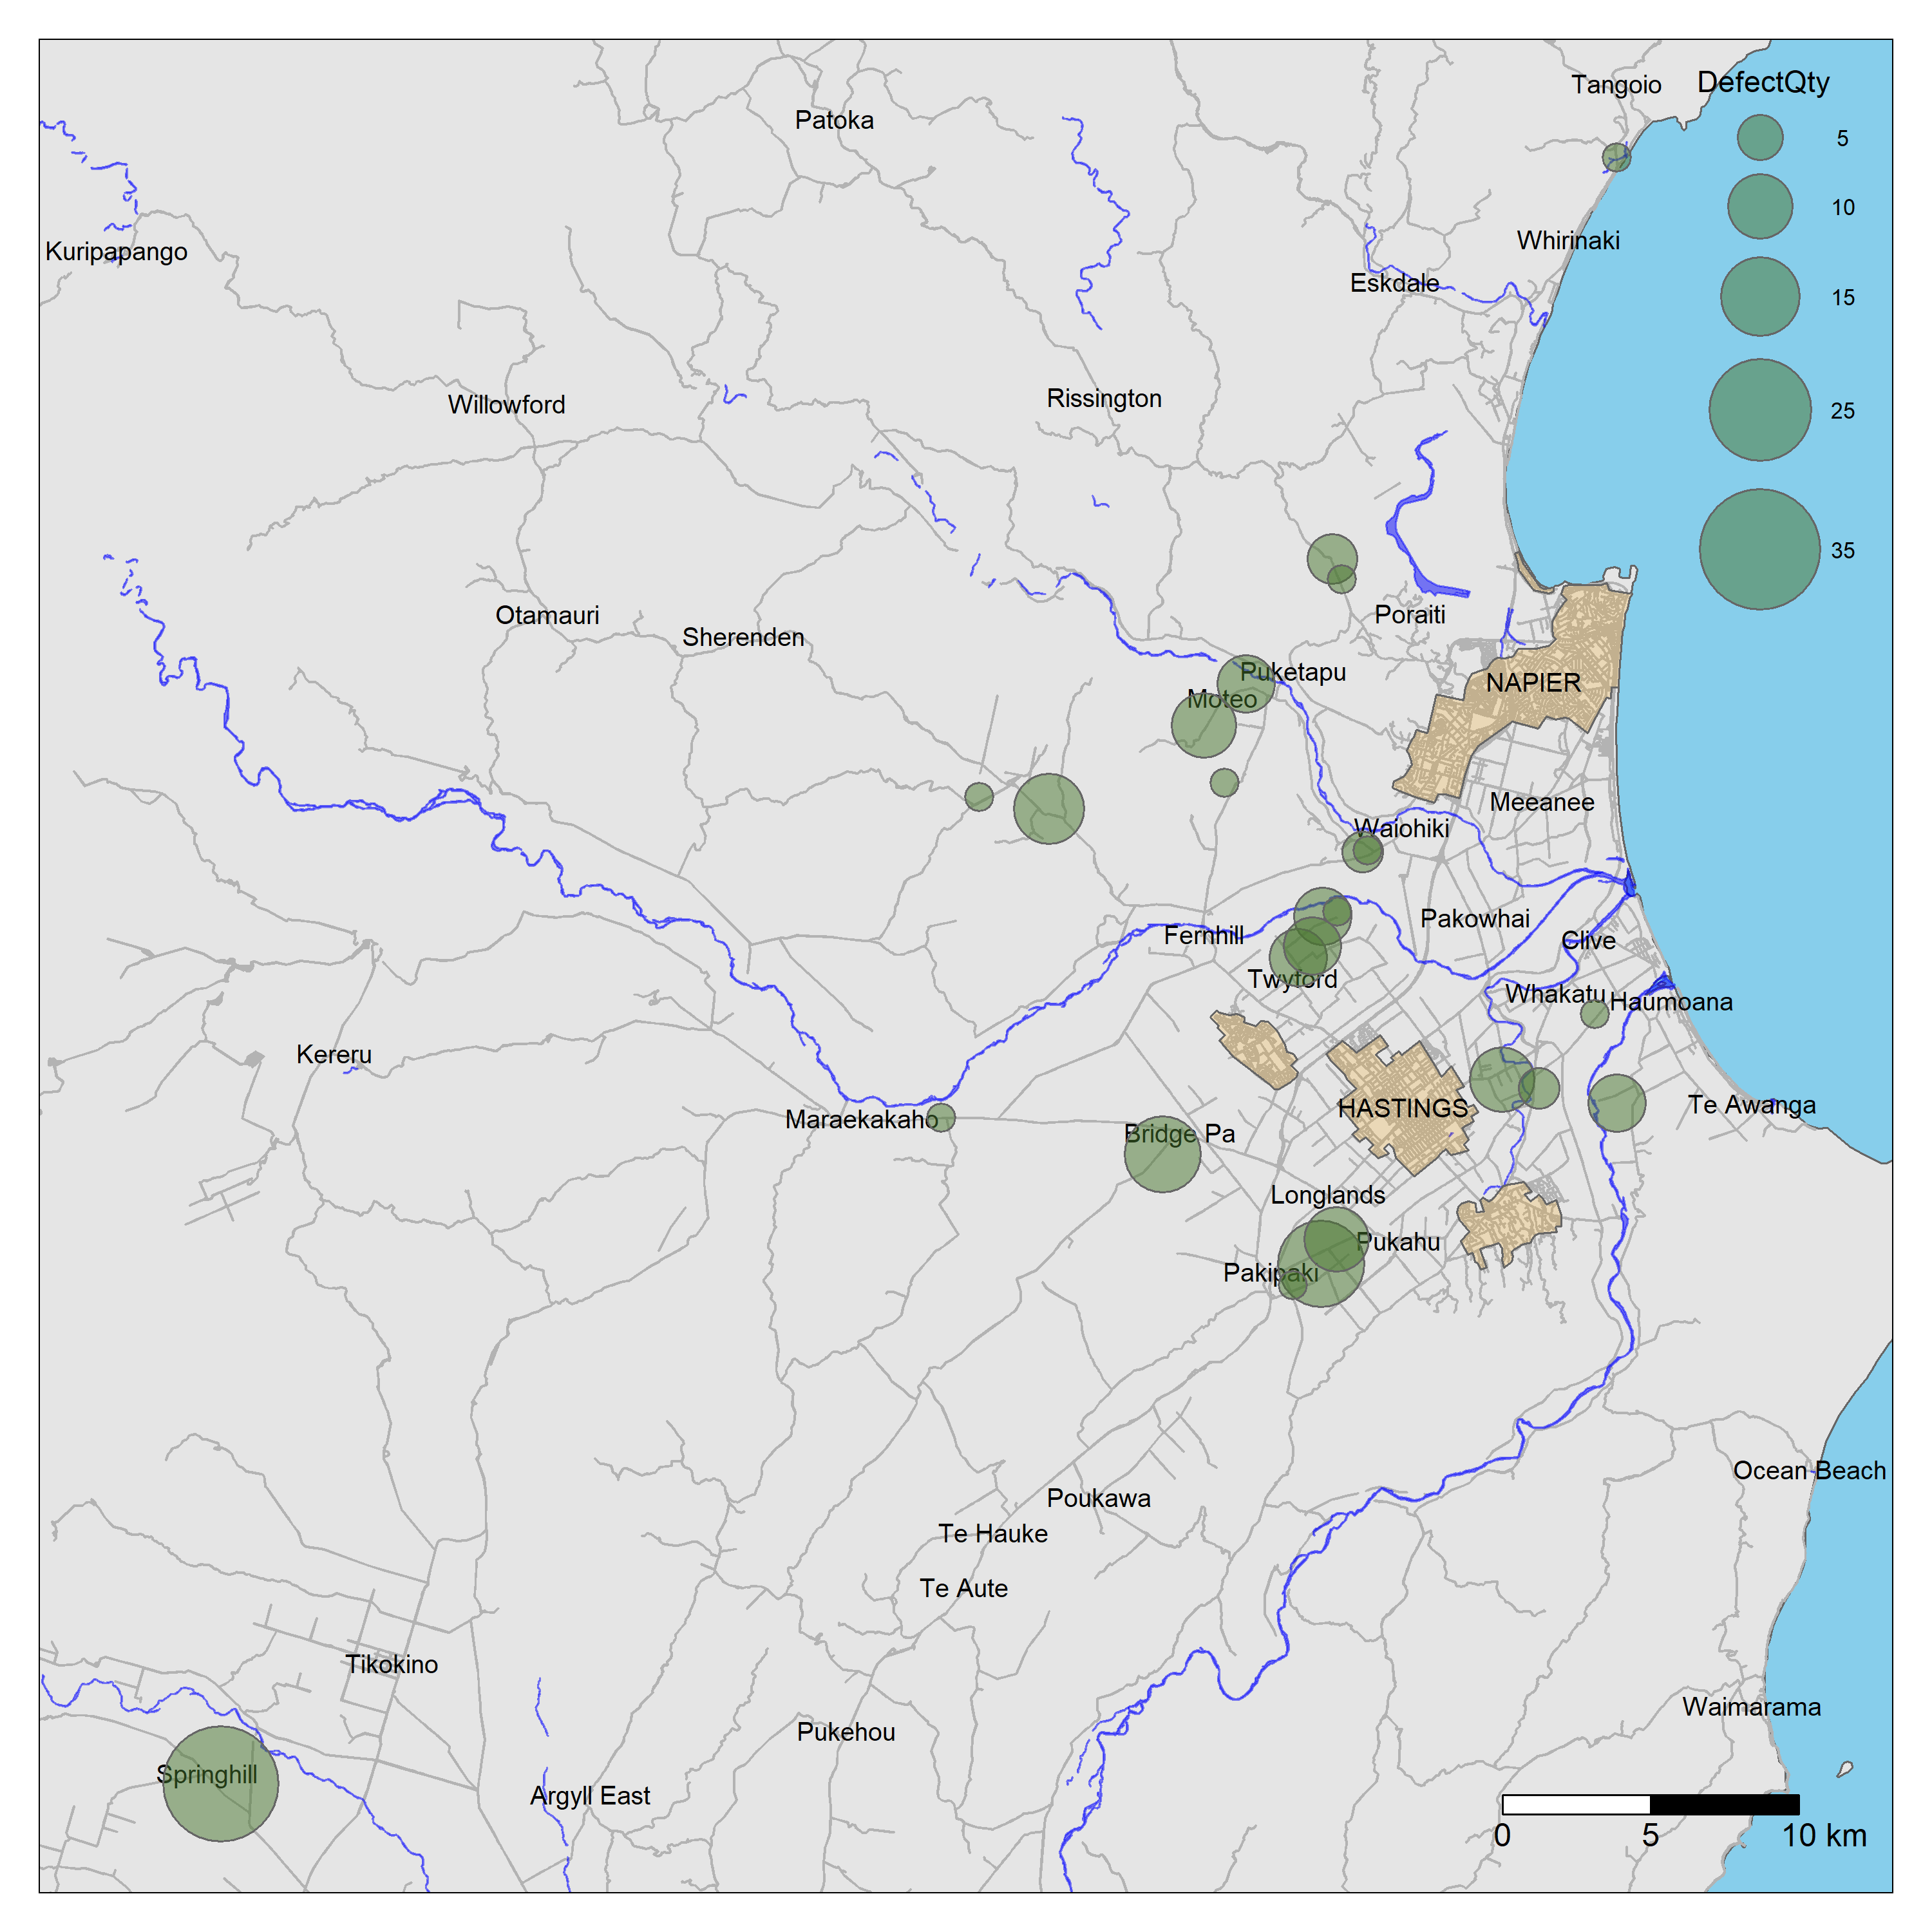 Tangoio
DefectQty
Patoka
5
10
Whirinaki
Kuripapango
Eskdale
15
Rissington
Willowford
25
35
Otamauri
Poraiti
Sherenden
Puketapu
NAPIER
Moteo
Meeanee
Waiohiki
Pakowhai
Fernhill
Clive
Twyford
Whakatu
Haumoana
Kereru
Te Awanga
HASTINGS
Maraekakaho
Bridge Pa
Longlands
Pukahu
Pakipaki
Ocean Beach
Poukawa
Te Hauke
Te Aute
Tikokino
Waimarama
Pukehou
Springhill
Argyll East
0 5 10 km